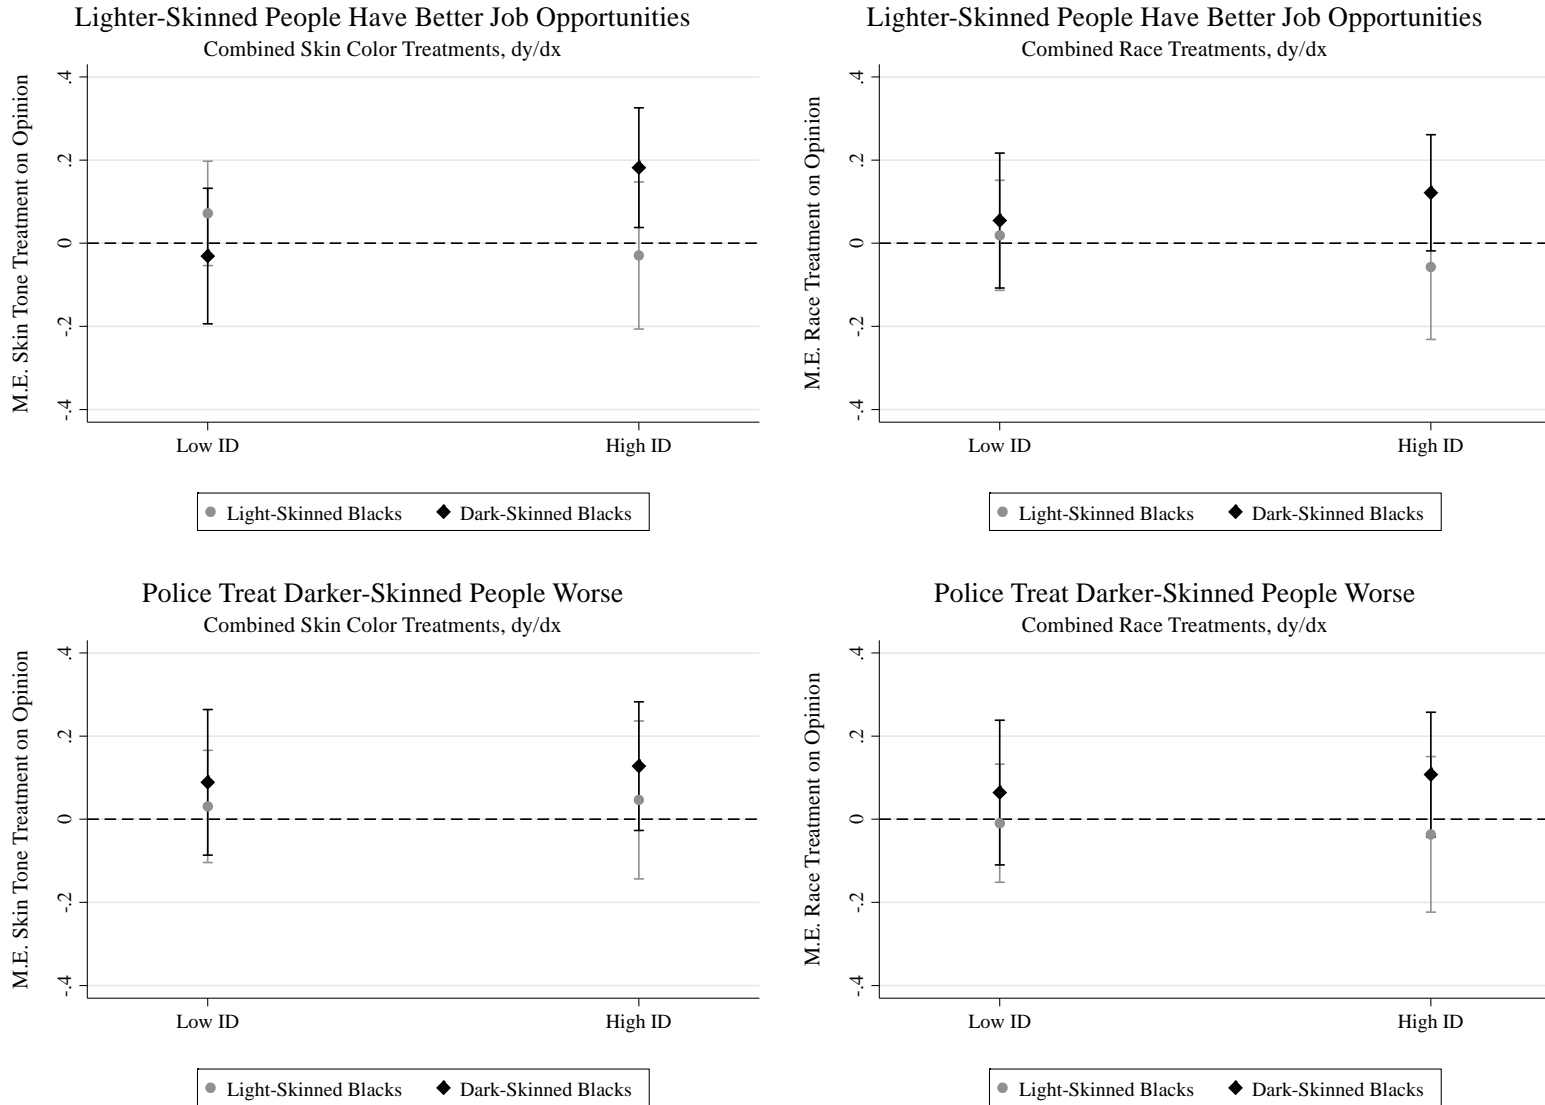 Lighter-Skinned People Have Better Job Opportunities
Combined Skin Color Treatments, dy/dx
M.E. Skin Tone Treatment on Opinion
.4
.2
0
-.2
-.4
Low ID
High ID
Light-Skinned Blacks
Dark-Skinned Blacks
Lighter-Skinned People Have Better Job Opportunities
Combined Race Treatments, dy/dx
M.E. Race Treatment on Opinion
.4
.2
0
-.2
-.4
Low ID
High ID
Light-Skinned Blacks
Dark-Skinned Blacks
Police Treat Darker-Skinned People Worse
Combined Skin Color Treatments, dy/dx
M.E. Skin Tone Treatment on Opinion
.4
.2
0
-.2
-.4
Low ID
High ID
Light-Skinned Blacks
Dark-Skinned Blacks
Police Treat Darker-Skinned People Worse
Combined Race Treatments, dy/dx
M.E. Race Treatment on Opinion
.4
.2
0
-.2
-.4
Low ID
High ID
Light-Skinned Blacks
Dark-Skinned Blacks